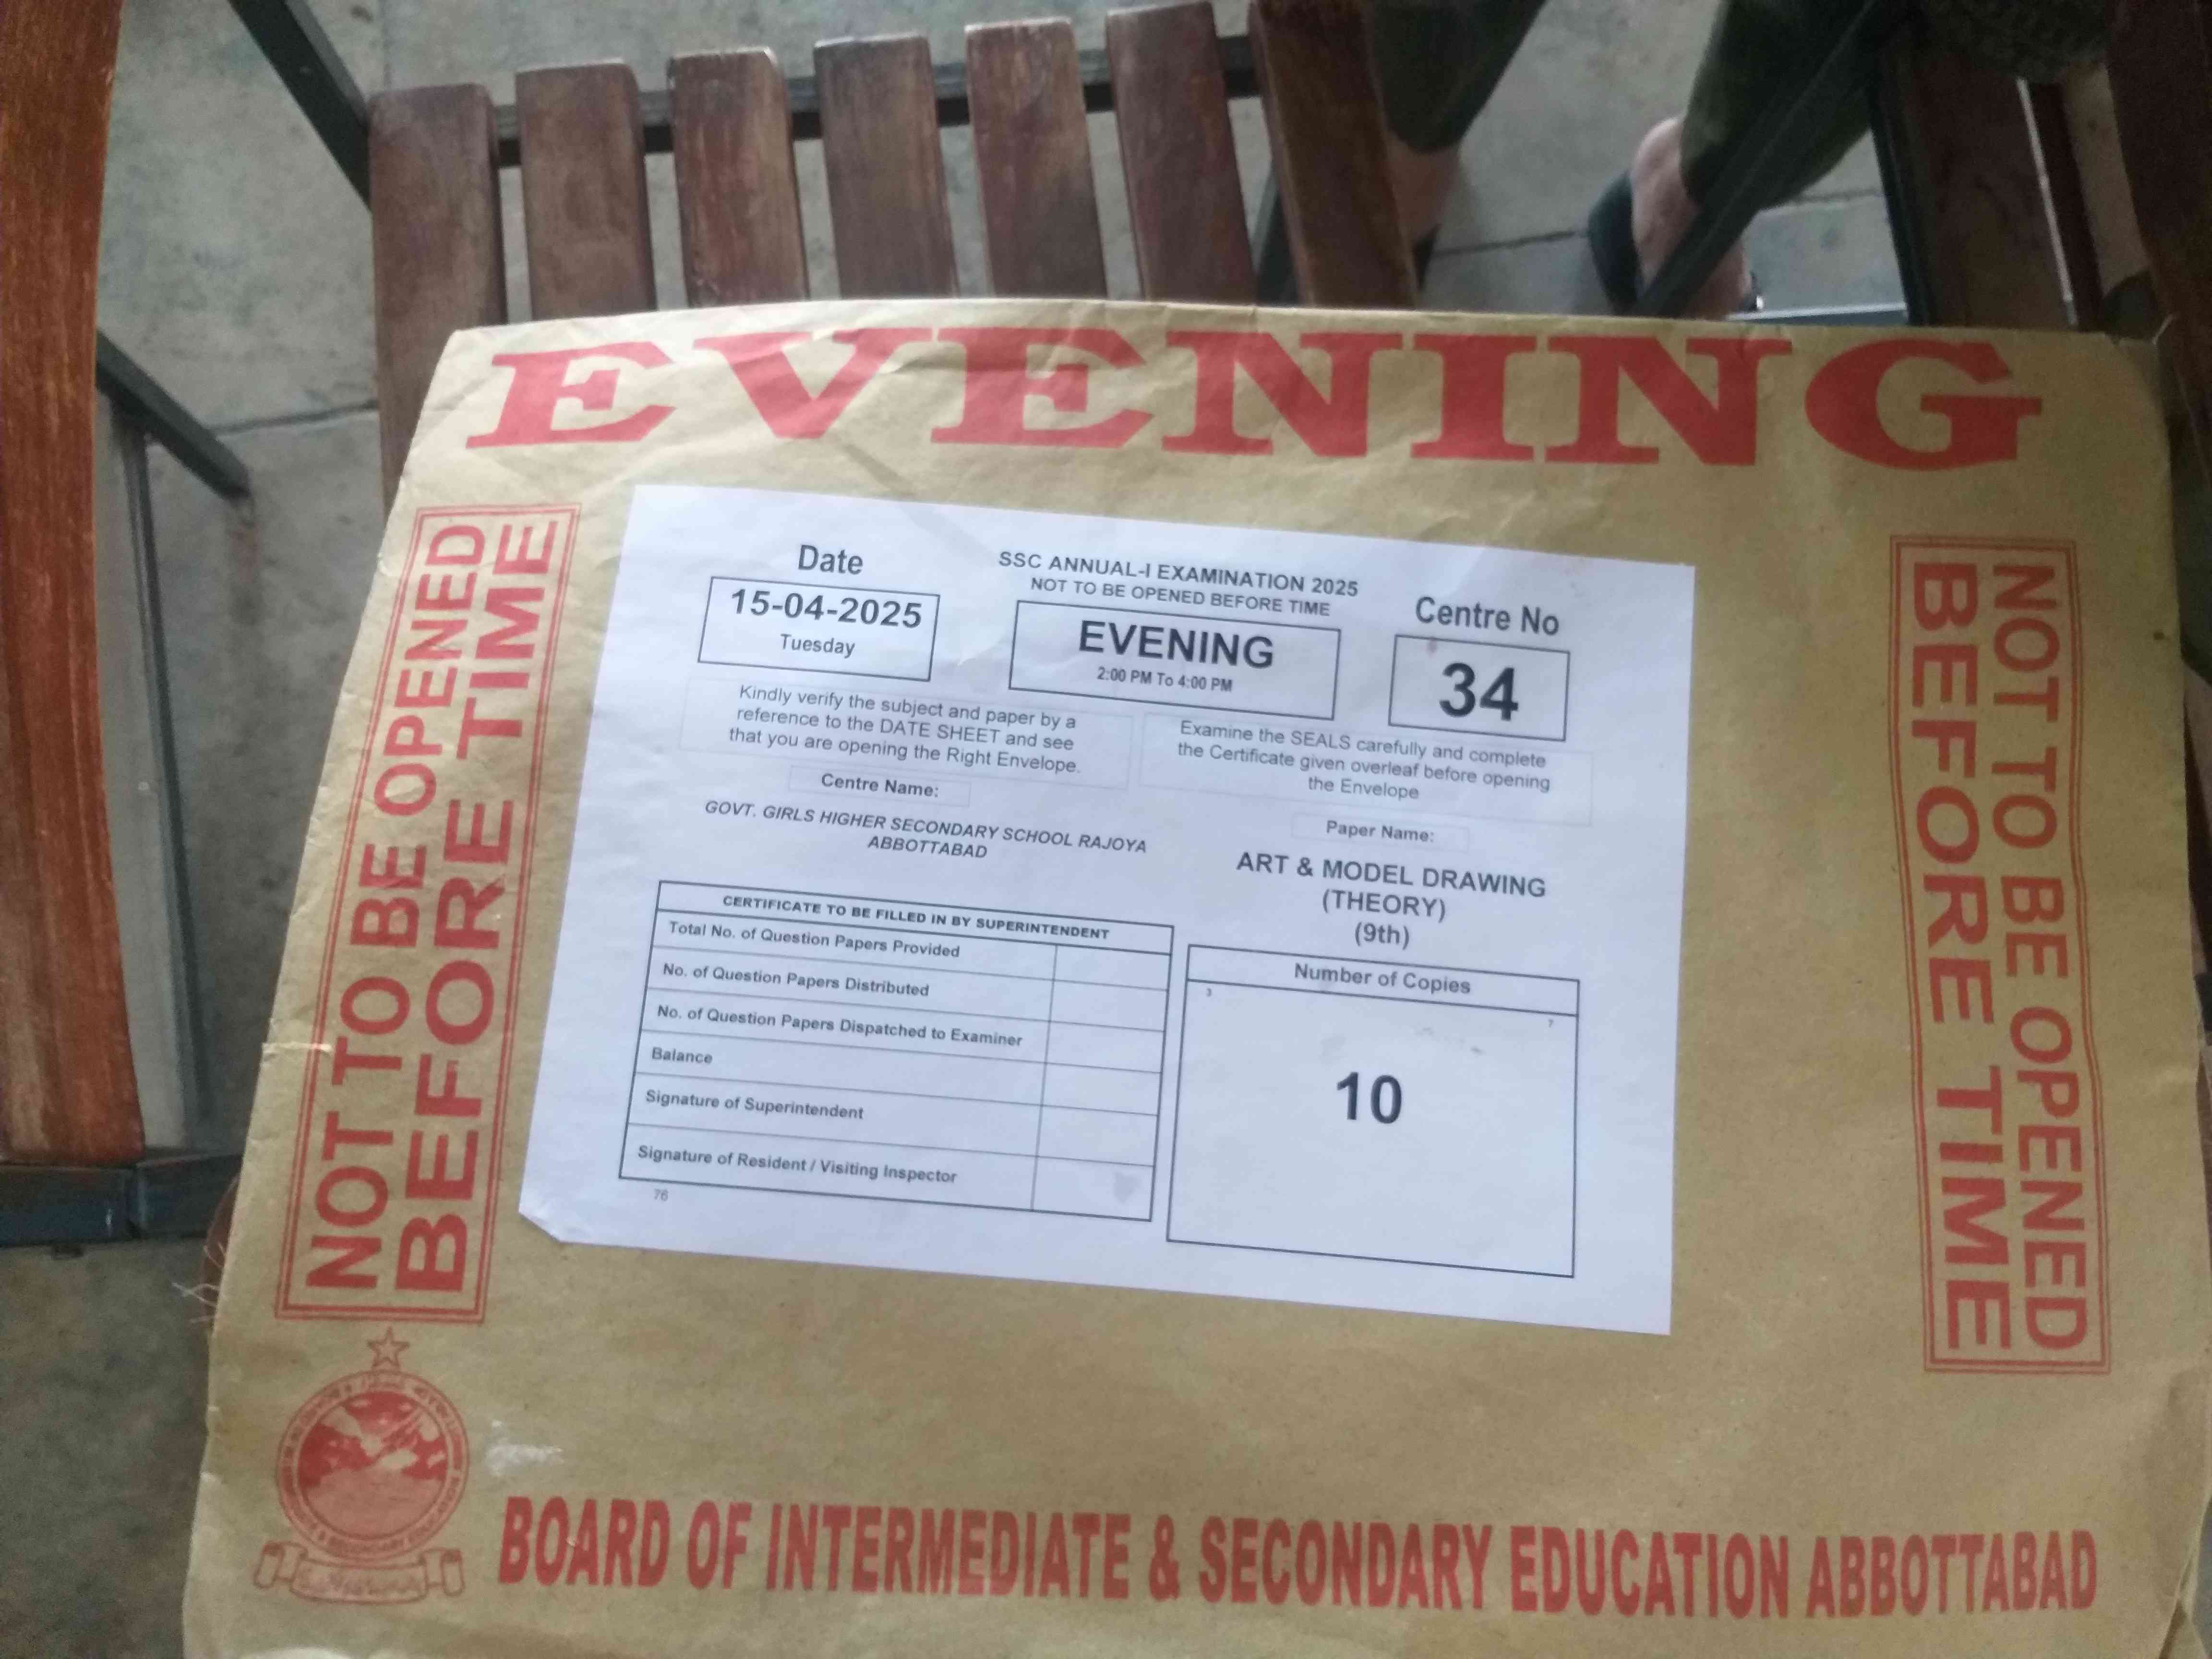 EVENING
NOT TO BE OPENED
BEFORE TIME
Date
15-04-2025
Tuesday
SSC ANNUAL-I EXAMINATION 2025
NOT TO BE OPENED BEFORE TIME
EVENING
2:00 PM To 4:00 PM
Centre No
34
Kindly verify the subject and paper by a
reference to the DATE SHEET and see
that you are opening the Right Envelope.
Examine the SEALS carefully and complete
the Certificate given overleaf before opening
the Envelope
Centre Name:
GOVT. GIRLS HIGHER SECONDARY SCHOOL RAJOYA
ABBOTTABAD
Paper Name:
ART & MODEL DRAWING
(THEORY)
(9th)
CERTIFICATE TO BE FILLED IN BY SUPERINTENDENT
Total No. of Question Papers Provided
No. of Question Papers Distributed
No. of Question Papers Dispatched to Examiner
Balance
Signature of Superintendent
Signature of Resident / Visiting Inspector
76
Number of Copies
3
7
10
NOT TO BE OPENED
BEFORE TIME
BOARD OF INTERMEDIATE & SECONDARY EDUCATION ABBOTTABAD